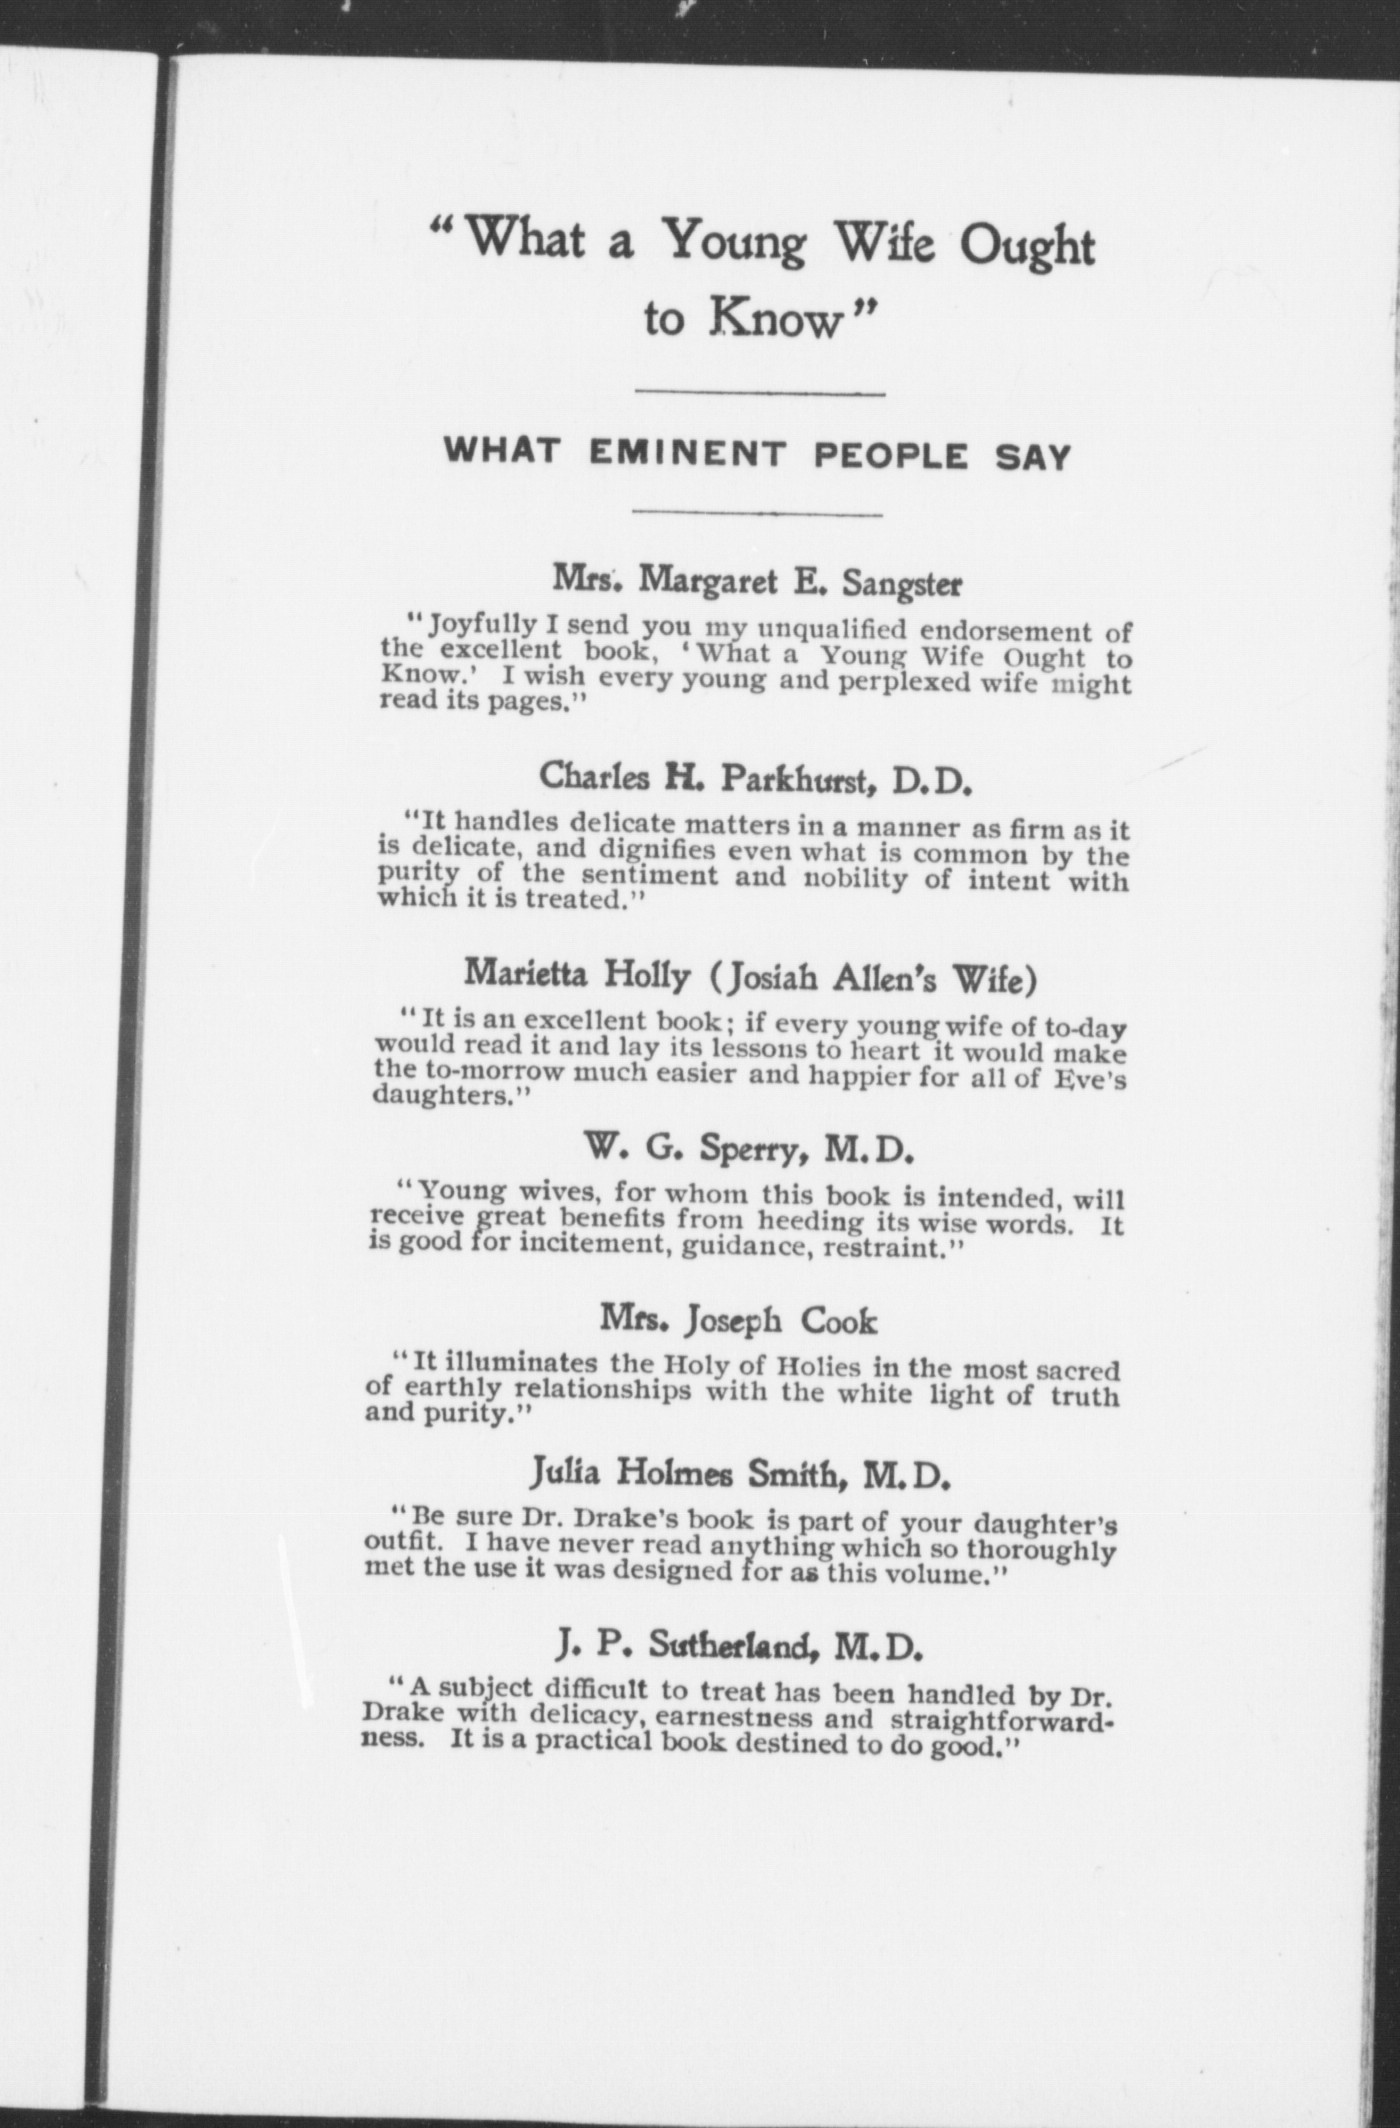 “What a Young Wife Ought
to Know”
WHAT EMINENT PEOPLE SAY
Mrs. Margaret E. Sangster
“Joyfully I send you my unqualified endorsement of
the excellent book, ‘What a Young Wife Ought to
Know.’ I wish every young and perplexed wife might
read its pages.”
Charles H. Parkhurst, D.D.
“It handles delicate matters in a manner as firm as it
is delicate, and dignifies even what is common by the
purity of the sentiment and nobility of intent with
which it is treated.”
Marietta Holly (Josiah Allen’s Wife)
“It is an excellent book; if every young wife of to-day
would read it and lay its lessons to heart it would make
the to-morrow much easier and happier for all of Eve’s
daughters.”
W. G. Sperry, M.D.
“Young wives, for whom this book is intended, will
receive great benefits from heeding its wise words. It
is good for incitement, guidance, restraint.”
Mrs. Joseph Cook
“It illuminates the Holy of Holies in the most sacred
of earthly relationships with the white light of truth
and purity.”
Julia Holmes Smith, M.D.
“Be sure Dr. Drake’s book is part of your daughter’s
outfit. I have never read anything which so thoroughly
met the use it was designed for as this volume.”
J. P. Sutherland, M.D.
“A subject difficult to treat has been handled by Dr.
Drake with delicacy, earnestness and straightforward-
ness. It is a practical book destined to do good.”